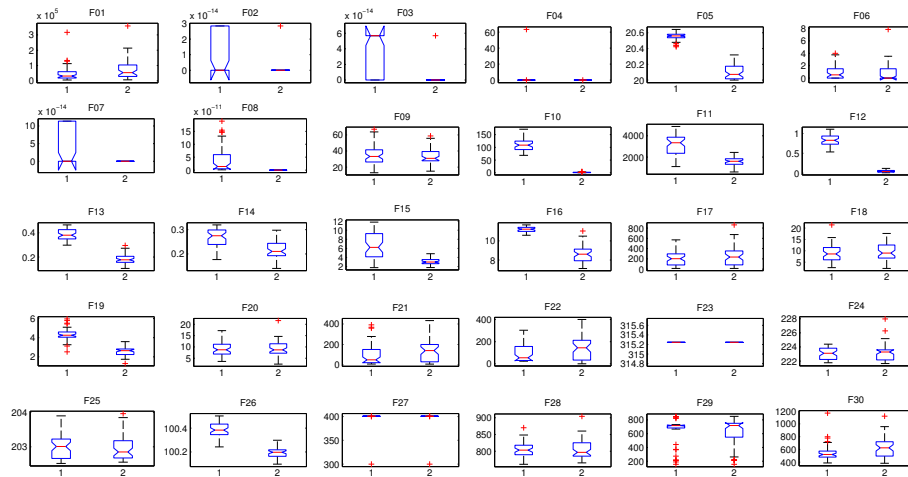 F01 F02 F03 F04 F05 F06
x 10^5 x 10^-14 x 10^-14
3 2 1 0 1 2
3 2 1 0 1 2
6 4 2 0 1 2
60 40 20 0 1 2
20.6 20.4 20.2 20 1 2
8 6 4 2 0 1 2
F07 F08 F09 F10 F11 F12
x 10^-14 x 10^-11
10 5 0 1 2
15 10 5 0 1 2
60 40 20 1 2
150 100 50 0 1 2
4000 2000 1 2
1 0.5 0 1 2
F13 F14 F15 F16 F17 F18
0.4 0.2 1 2
0.3 0.2 1 2
12 10 8 6 4 2 1 2
10 8 1 2
800 600 400 200 0 1 2
20 15 10 5 1 2
F19 F20 F21 F22 F23 F24
6 4 2 1 2
20 15 10 5 1 2
400 200 0 1 2
400 200 0 1 2
315.6 315.4 315.2 315 314.8 1 2
228 226 224 222 1 2
F25 F26 F27 F28 F29 F30
204 203 1 2
100.4 100.2 1 2
400 350 300 1 2
900 850 800 1 2
800 600 400 200 1 2
1200 1000 800 600 400 1 2